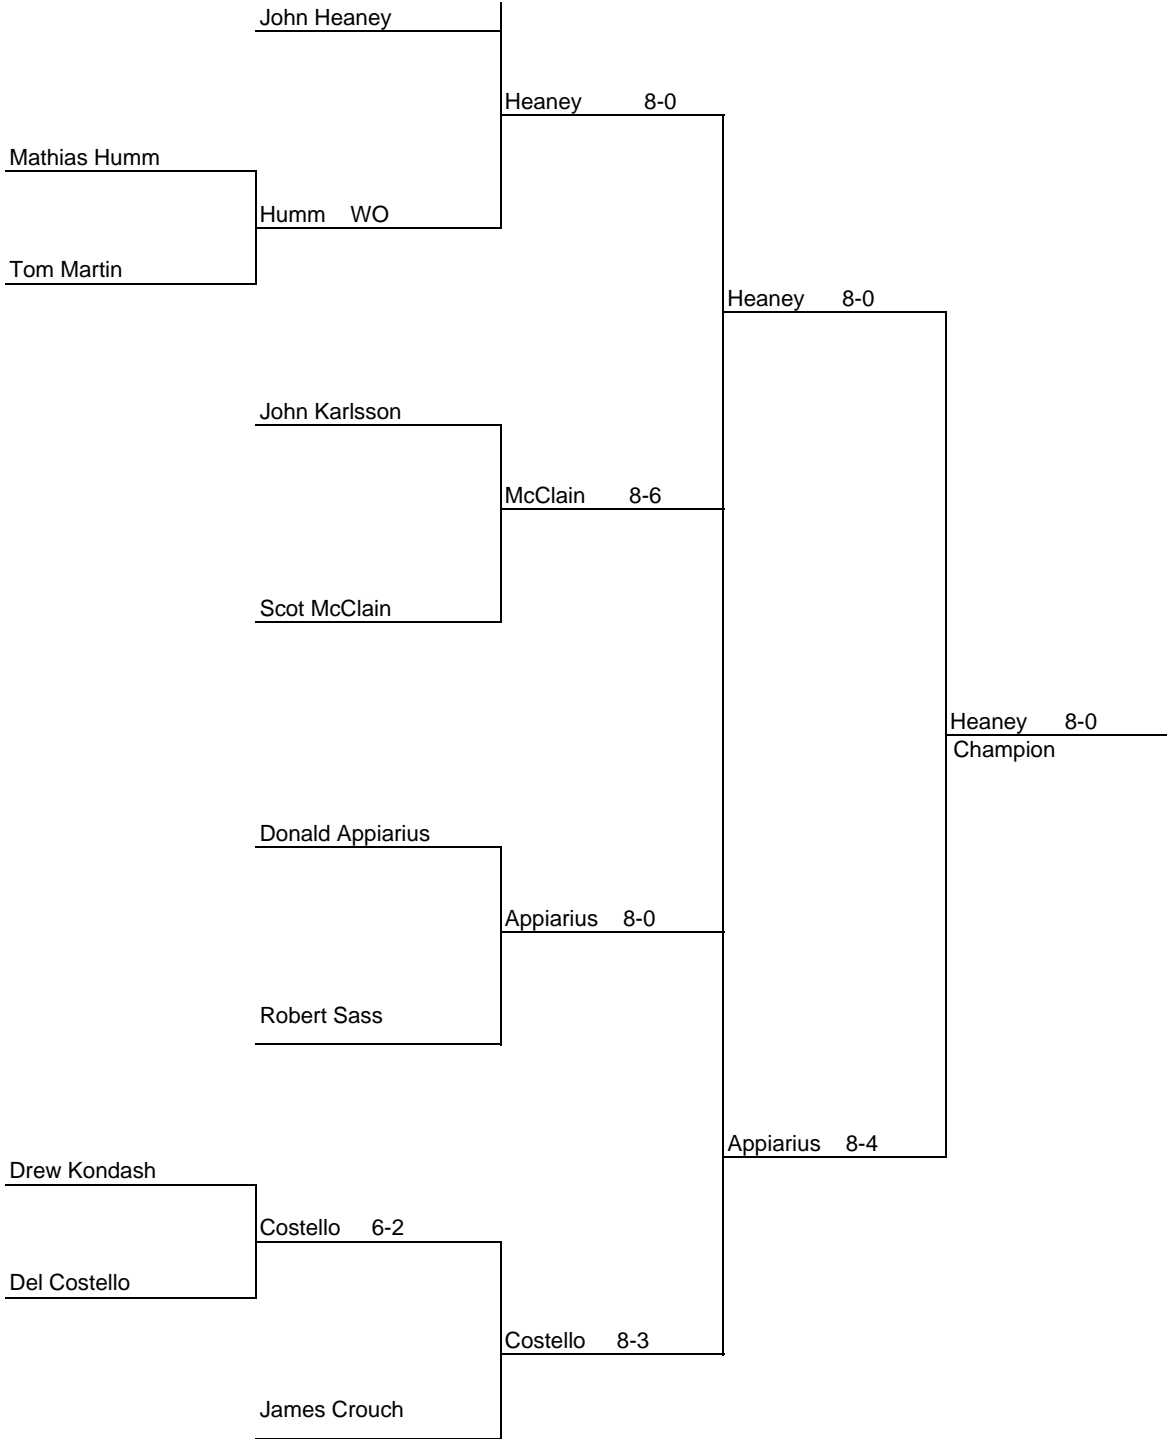 John Heaney
Heaney 8-0
Mathias Humm
Humm WO
Tom Martin
Heaney 8-0
John Karlsson
McClain 8-6
Scot McClain
Heaney 8-0
Champion
Donald Appiarius
Appiarius 8-0
Robert Sass
Appiarius 8-4
Drew Kondash
Costello 6-2
Del Costello
Costello 8-3
James Crouch